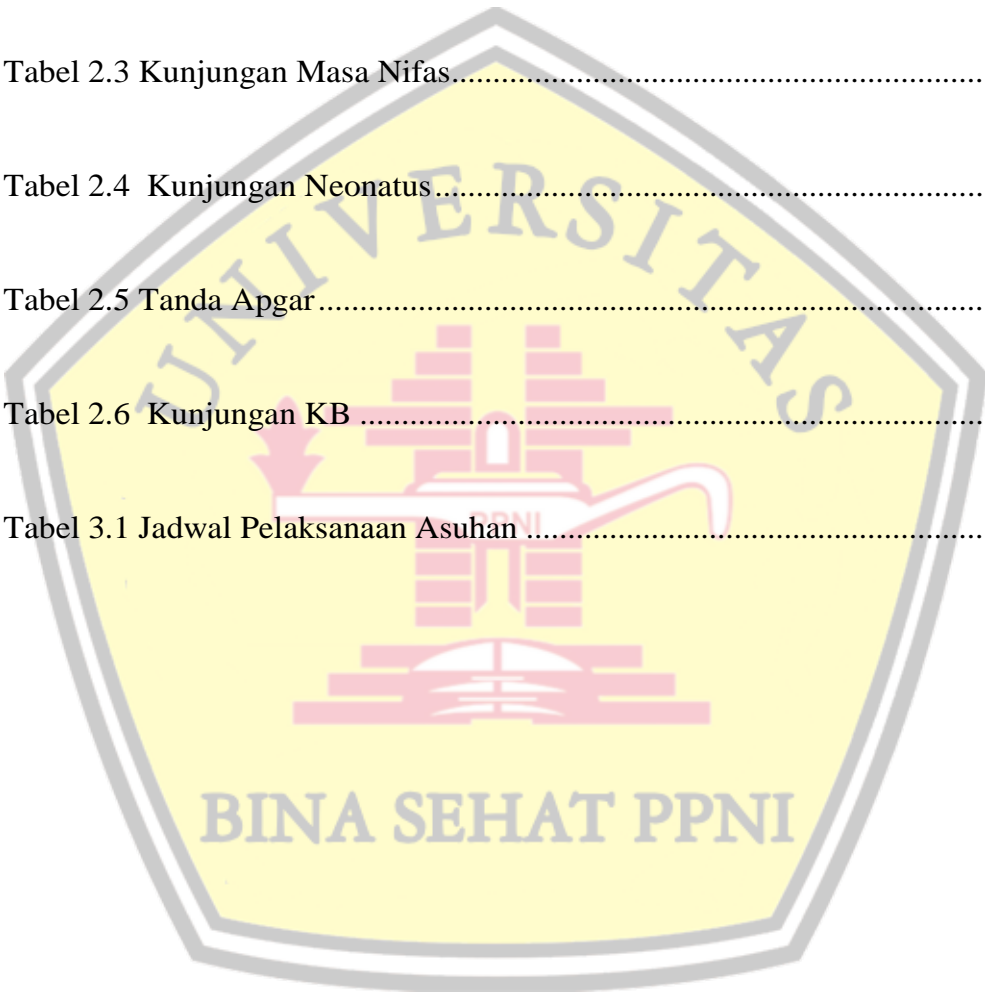 Tabel 2.3 Kunjungan Masa Nifas............................................................
Tabel 2.4  Kunjungan Neonatus............................................................
UNIVERSITAS
Tabel 2.5 Tanda Apgar............................................................
Tabel 2.6  Kunjungan KB ............................................................
Tabel 3.1 Jadwal Pelaksanaan Asuhan ............................................................
PPNI
BINA SEHAT PPNI